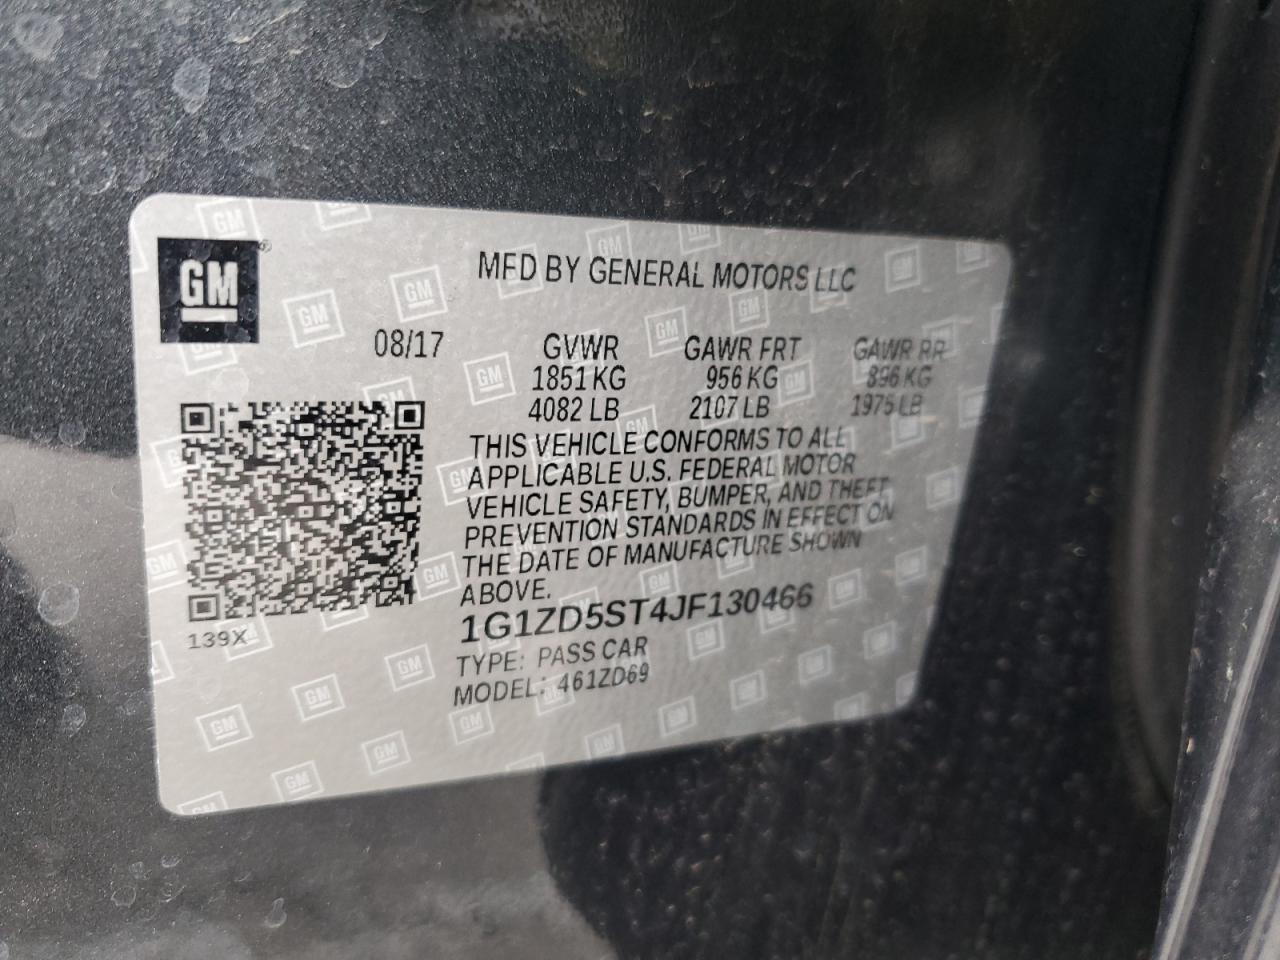 GM
MFD BY GENERAL MOTORS LLC
08/17 GVWR GAWR FRT GAWR RR
1851 KG 956 KG 896 KG
4082 LB 2107 LB 1975 LB
THIS VEHICLE CONFORMS TO ALL
APPLICABLE U.S. FEDERAL MOTOR
VEHICLE SAFETY, BUMPER, AND THEFT
PREVENTION STANDARDS IN EFFECT ON
THE DATE OF MANUFACTURE SHOWN
ABOVE.
139X
1G1ZD5ST4JF130466
TYPE: PASS CAR
MODEL: 461ZD69